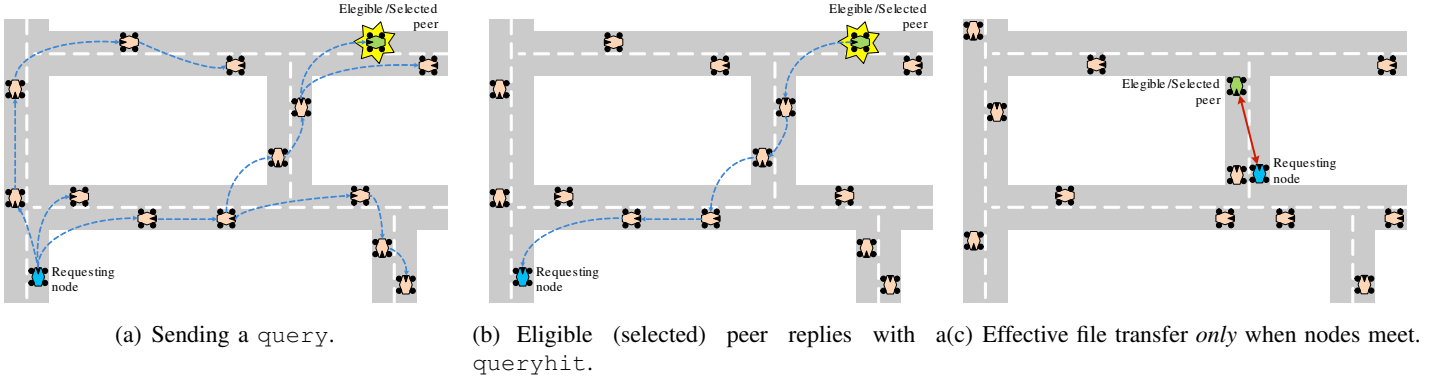 Elegible/Selected
peer
Requesting
node
(a) Sending a query.
Elegible/Selected
peer
Requesting
node
(b) Eligible (selected) peer replies with a
queryhit.
Elegible/Selected
peer
Requesting
node
(c) Effective file transfer only when nodes meet.